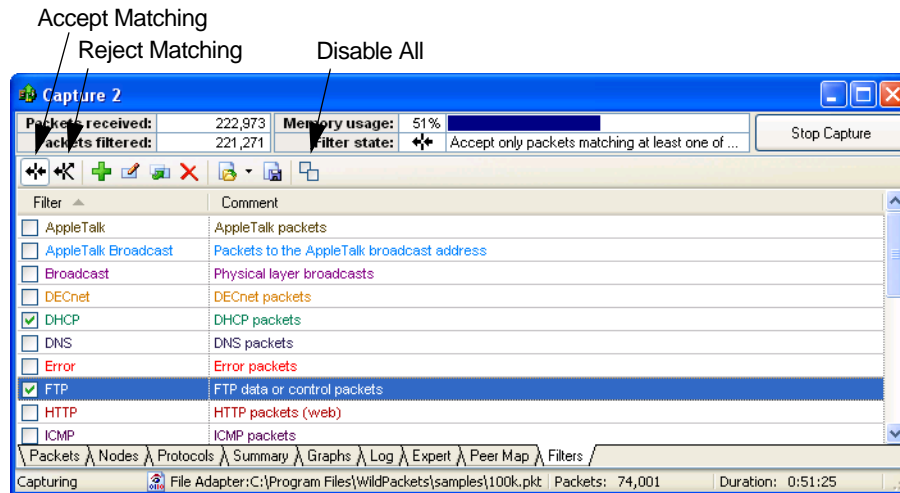 Accept Matching
Reject Matching
Disable All
Capture 2
Packets received: 222,973 Memory usage: 51%
Packets filtered: 221,271 Filter state: Accept only packets matching at least one of ...
Stop Capture
Filter Comment
AppleTalk AppleTalk packets
AppleTalk Broadcast Packets to the AppleTalk broadcast address
Broadcast Physical layer broadcasts
DECnet DECnet packets
DHCP DHCP packets
DNS DNS packets
Error Error packets
FTP FTP data or control packets
HTTP HTTP packets (web)
ICMP ICMP packets
Packets Nodes Protocols Summary Graphs Log Expert Peer Map Filters
Capturing File Adapter:C:\Program Files\WildPackets\samples\100k.pkt Packets: 74,001 Duration: 0:51:25